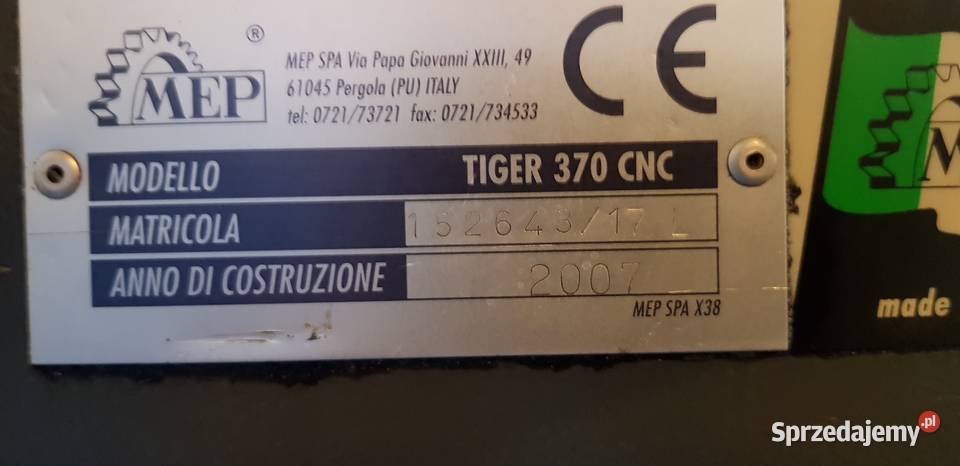 MEP ®
MEP SPA Via Papa Giovanni XXIII, 49
61045 Pergola (PU) ITALY
tel: 0721/73721 fax: 0721/734533
CE
MODELLO TIGER 370 CNC
MATRICOLA 152643/17 L
ANNO DI COSTRUZIONE 2007
MEP SPA X38
made
Sprzedajemy.pl